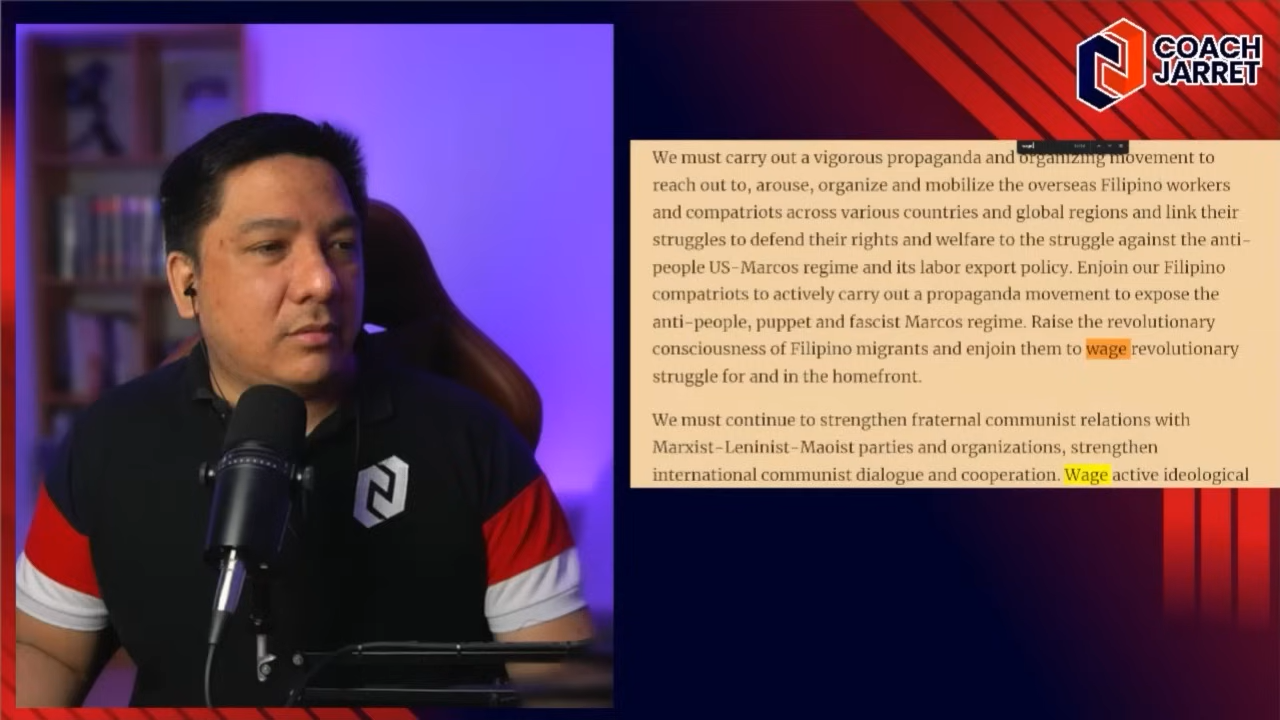 COACH
JARRET
We must carry out a vigorous propaganda and organizing movement to
reach out to, arouse, organize and mobilize the overseas Filipino workers
and compatriots across various countries and global regions and link their
struggles to defend their rights and welfare to the struggle against the anti-
people US-Marcos regime and its labor export policy. Enjoin our Filipino
compatriots to actively carry out a propaganda movement to expose the
anti-people, puppet and fascist Marcos regime. Raise the revolutionary
consciousness of Filipino migrants and enjoin them to wage revolutionary
struggle for and in the homefront.
We must continue to strengthen fraternal communist relations with
Marxist-Leninist-Maoist parties and organizations, strengthen
international communist dialogue and cooperation. Wage active ideological